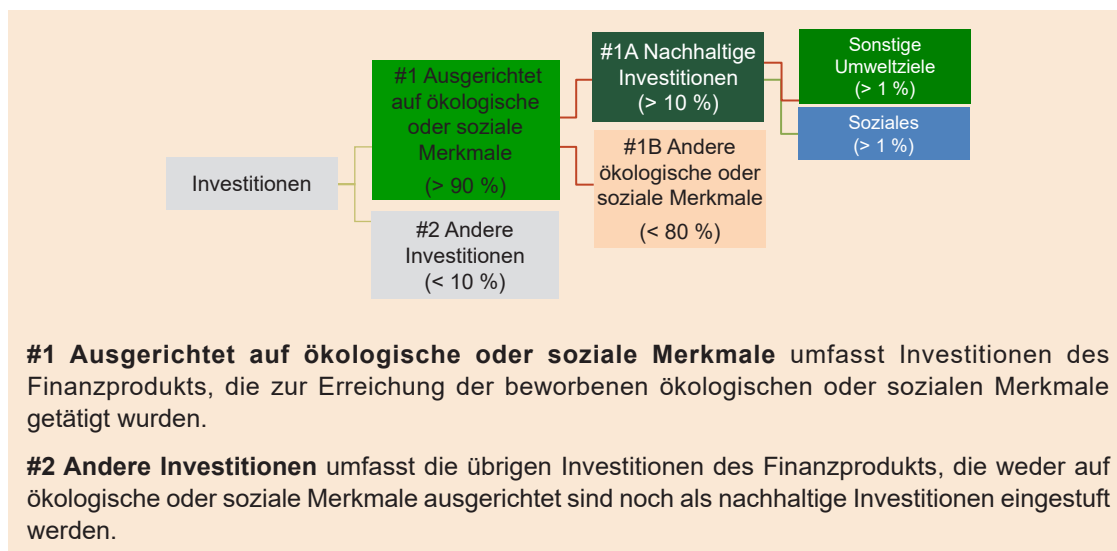 Investitionen
#1 Ausgerichtet
auf ökologische
oder soziale
Merkmale
(> 90 %)
#2 Andere
Investitionen
(< 10 %)
#1A Nachhaltige
Investitionen
(> 10 %)
#1B Andere
ökologische oder
soziale Merkmale
(< 80 %)
Sonstige
Umweltziele
(> 1 %)
Soziales
(> 1 %)
#1 Ausgerichtet auf ökologische oder soziale Merkmale umfasst Investitionen des
Finanzprodukts, die zur Erreichung der beworbenen ökologischen oder sozialen Merkmale
getätigt wurden.
#2 Andere Investitionen umfasst die übrigen Investitionen des Finanzprodukts, die weder auf
ökologische oder soziale Merkmale ausgerichtet sind noch als nachhaltige Investitionen eingestuft
werden.